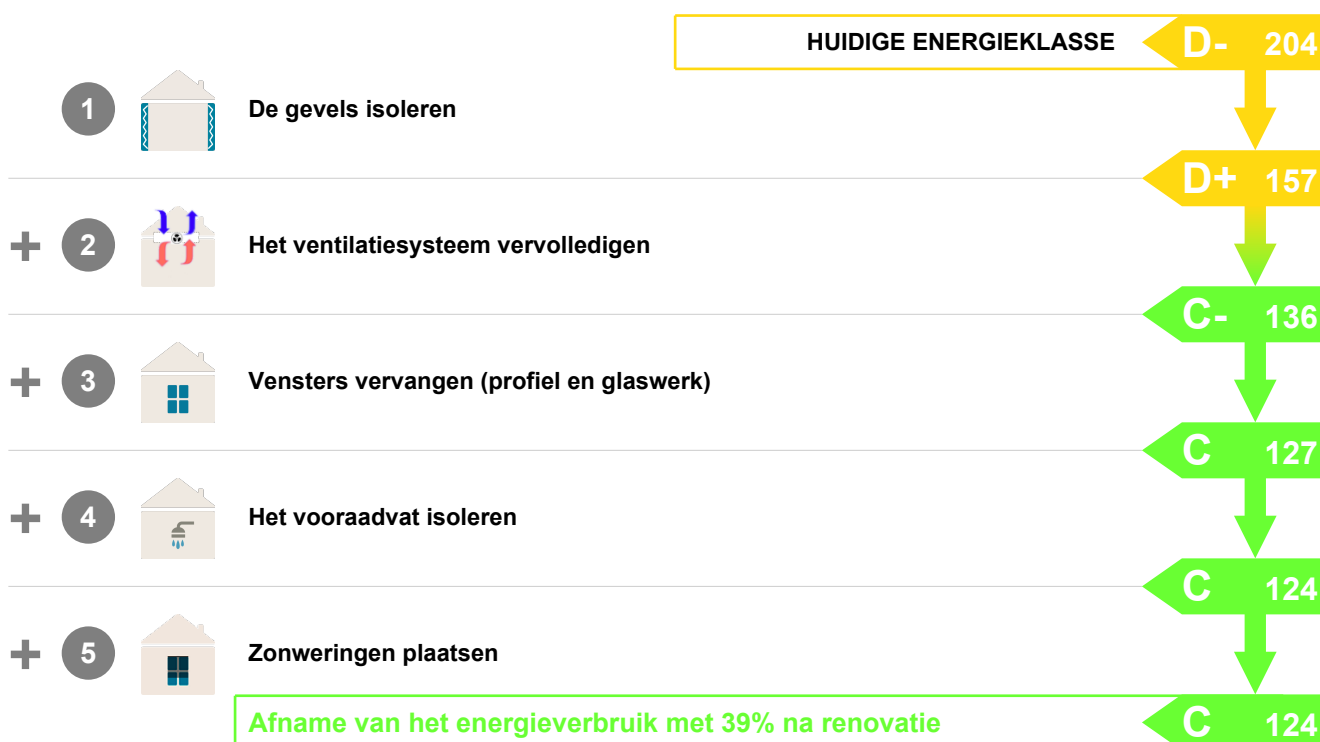 HUIDIGE ENERGIEKLASSE D- 204
1 De gevels isoleren
D+ 157
+ 2 Het ventilatiesysteem vervolledigen
C- 136
+ 3 Vensters vervangen (profiel en glaswerk)
C 127
+ 4 Het vooraadvat isoleren
C 124
+ 5 Zonweringen plaatsen
Afname van het energieverbruik met 39% na renovatie C 124